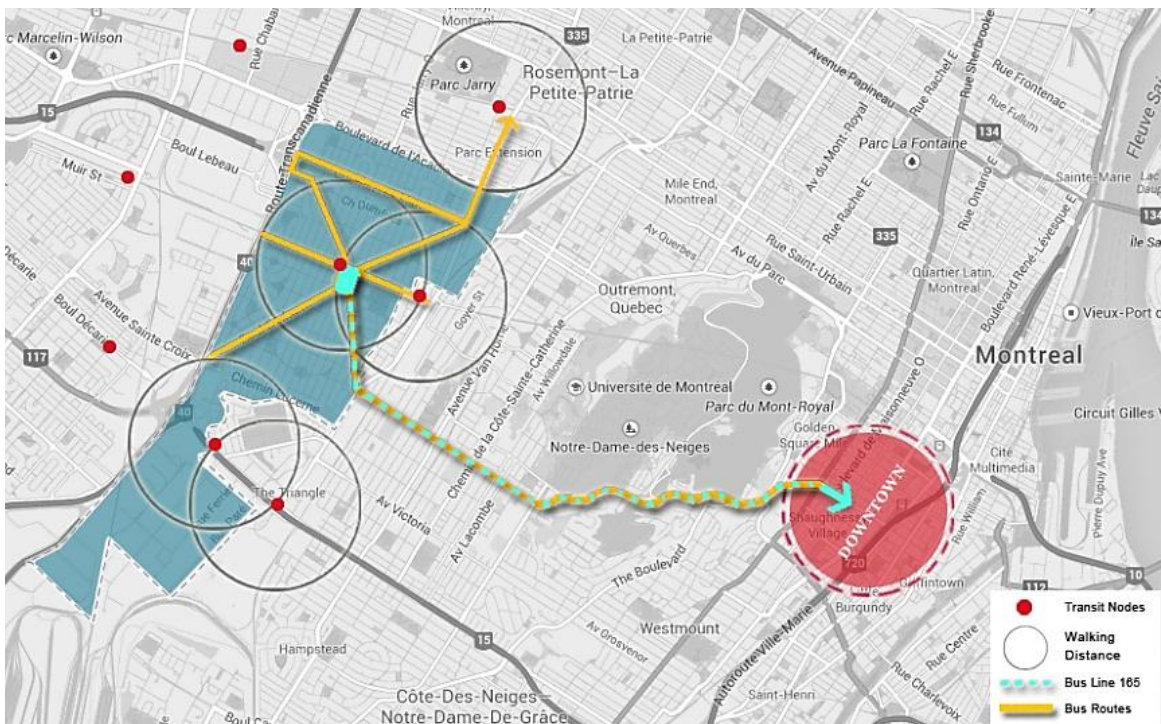 Avenue
Querbes, Montreal
335
La Petite-Patrie
Rue Sherbrooke
Marcelin-Wilson
Rue Chaba
Avenue Papineau
Rue Rachel E
Rue Frontenac
Parc Jarry
Rosemont–La
Petite-Patrie
Rue Fullum
15
Route Transcanadienne
Av du Mont-Royal
134
Boul Lebeau
Boulevard de l'Acadie
Parc Extension
Parc La Fontaine
Muir St
Mile End,
Montreal
Av du Mont-Royal
Rue Rachel E
Rue Ontario E
Sainte-Marie
134
Av Querbes
Rue Saint-Urbain
335
Boulevard René-Lévesque E
Île Sa
40
Av du Parc
Quartier Latin,
Montreal
Outremont,
Quebec
Goyer St
Avenue Sainte Croix
Boul Décarie
Vieux-Port
117
Avenue Van Horne
Chemin de la Côte-Sainte-Catherine
Av Willowdale
Montreal
Chemin Lucerne
Université de Montreal
Parc du Mont-Royal
Circuit Gilles
40
Golden
Square Mile
Notre-Dame-des-Neiges
Cité
Multimedia
The Triangle
Av Victoria
Av Lacombe
Shaughnessy
Village
DOWNTOWN
Rue William
Pierre Dupuy Ave
The Boulevard
720
Griffintown
Burgundy
112
10
15
Westmount
Av Grosvenor
Autoroute Ville-Marie
Rue Centre
Hampstead
Saint-Henri
Rue Charlevoix
Côte-Des-Neiges–
Notre-Dame-De-Grâce
Transit Nodes
Walking
Distance
Bus Line 165
Bus Routes